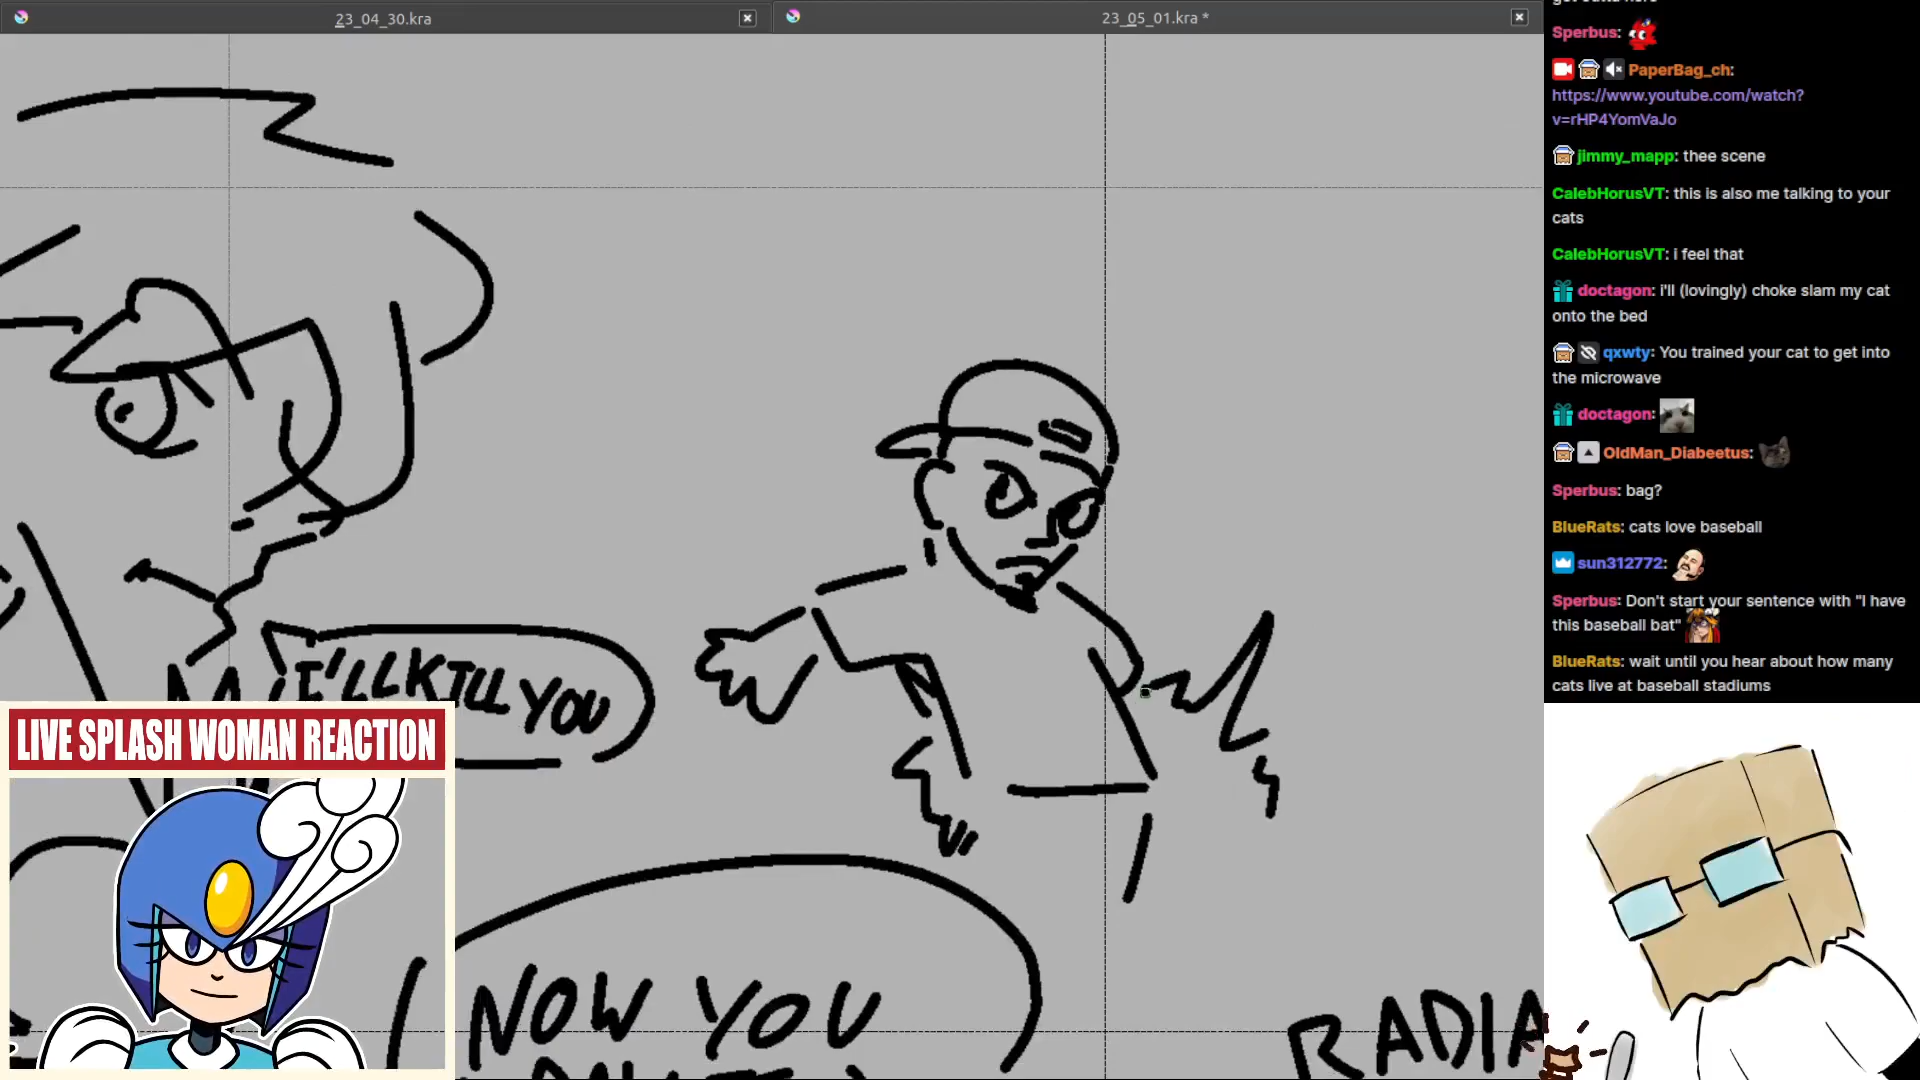 23_04_30.kra
23_05_01.kra *
Sperbus:
PaperBag_ch:
https://www.youtube.com/watch?
v=rHP4YomVaJo
jimmy_mapp: thee scene
CalebHorusVT: this is also me talking to your
cats
CalebHorusVT: i feel that
doctagon: i'll (lovingly) choke slam my cat
onto the bed
qxwty: You trained your cat to get into
the microwave
doctagon:
OldMan_Diabeetus:
Sperbus: bag?
BlueRats: cats love baseball
sun312772:
Sperbus: Don't start your sentence with "I have
this baseball bat"
BlueRats: wait until you hear about how many
cats live at baseball stadiums
I'LL KILL YOU
LIVE SPLASH WOMAN REACTION
NOW YOU
RADIA